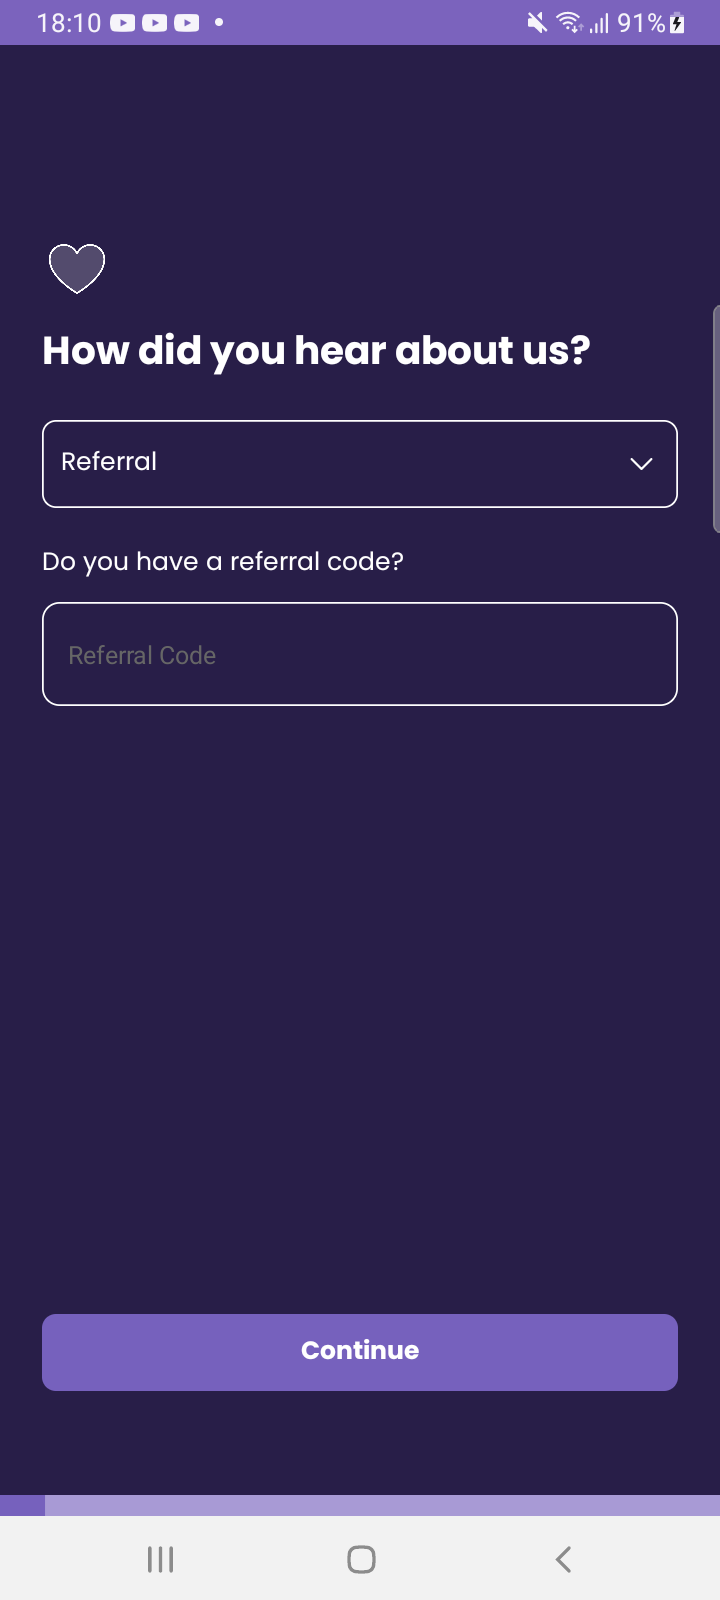 18:10
91%
How did you hear about us?
Referral
Do you have a referral code?
Referral Code
Continue